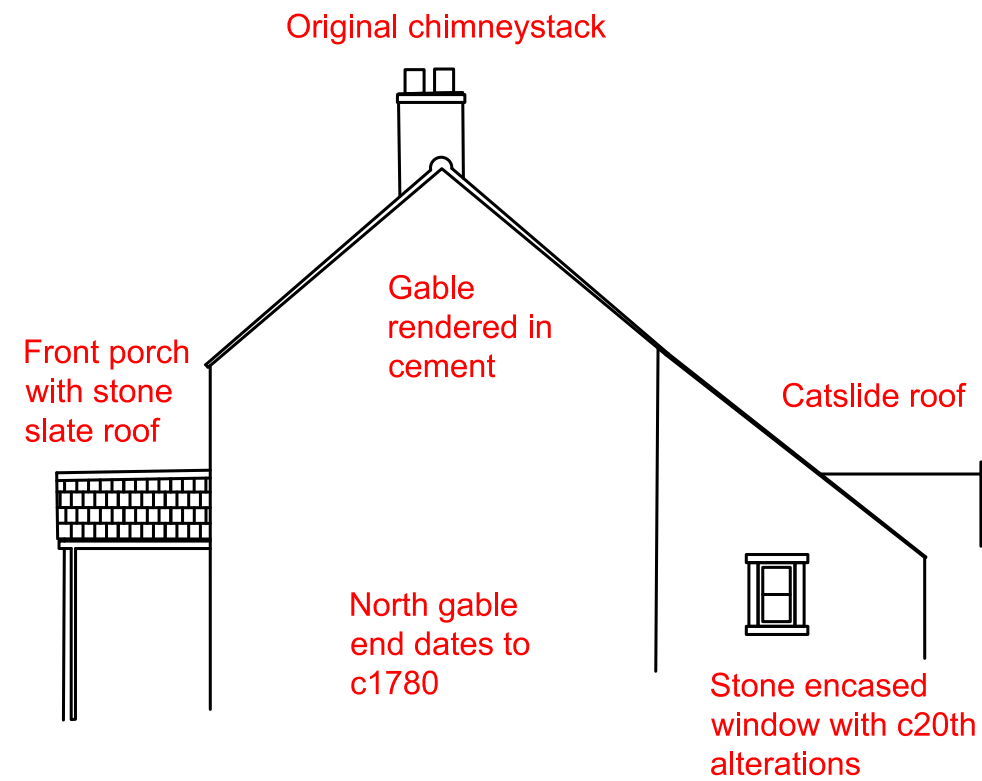 Original chimneystack
Gable
rendered in
cement
Front porch
with stone
slate roof
Catslide roof
North gable
end dates to
c1780
Stone encased
window with c20th
alterations